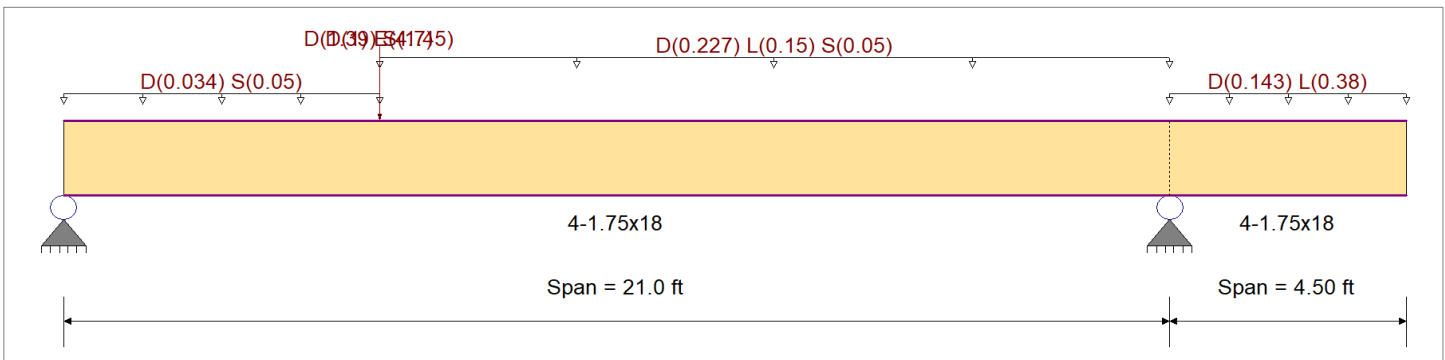 D(0.227) L(0.15) S(0.05)
D(0.034) S(0.05)
D(0.143) L(0.38)
4-1.75x18
4-1.75x18
Span = 21.0 ft
Span = 4.50 ft